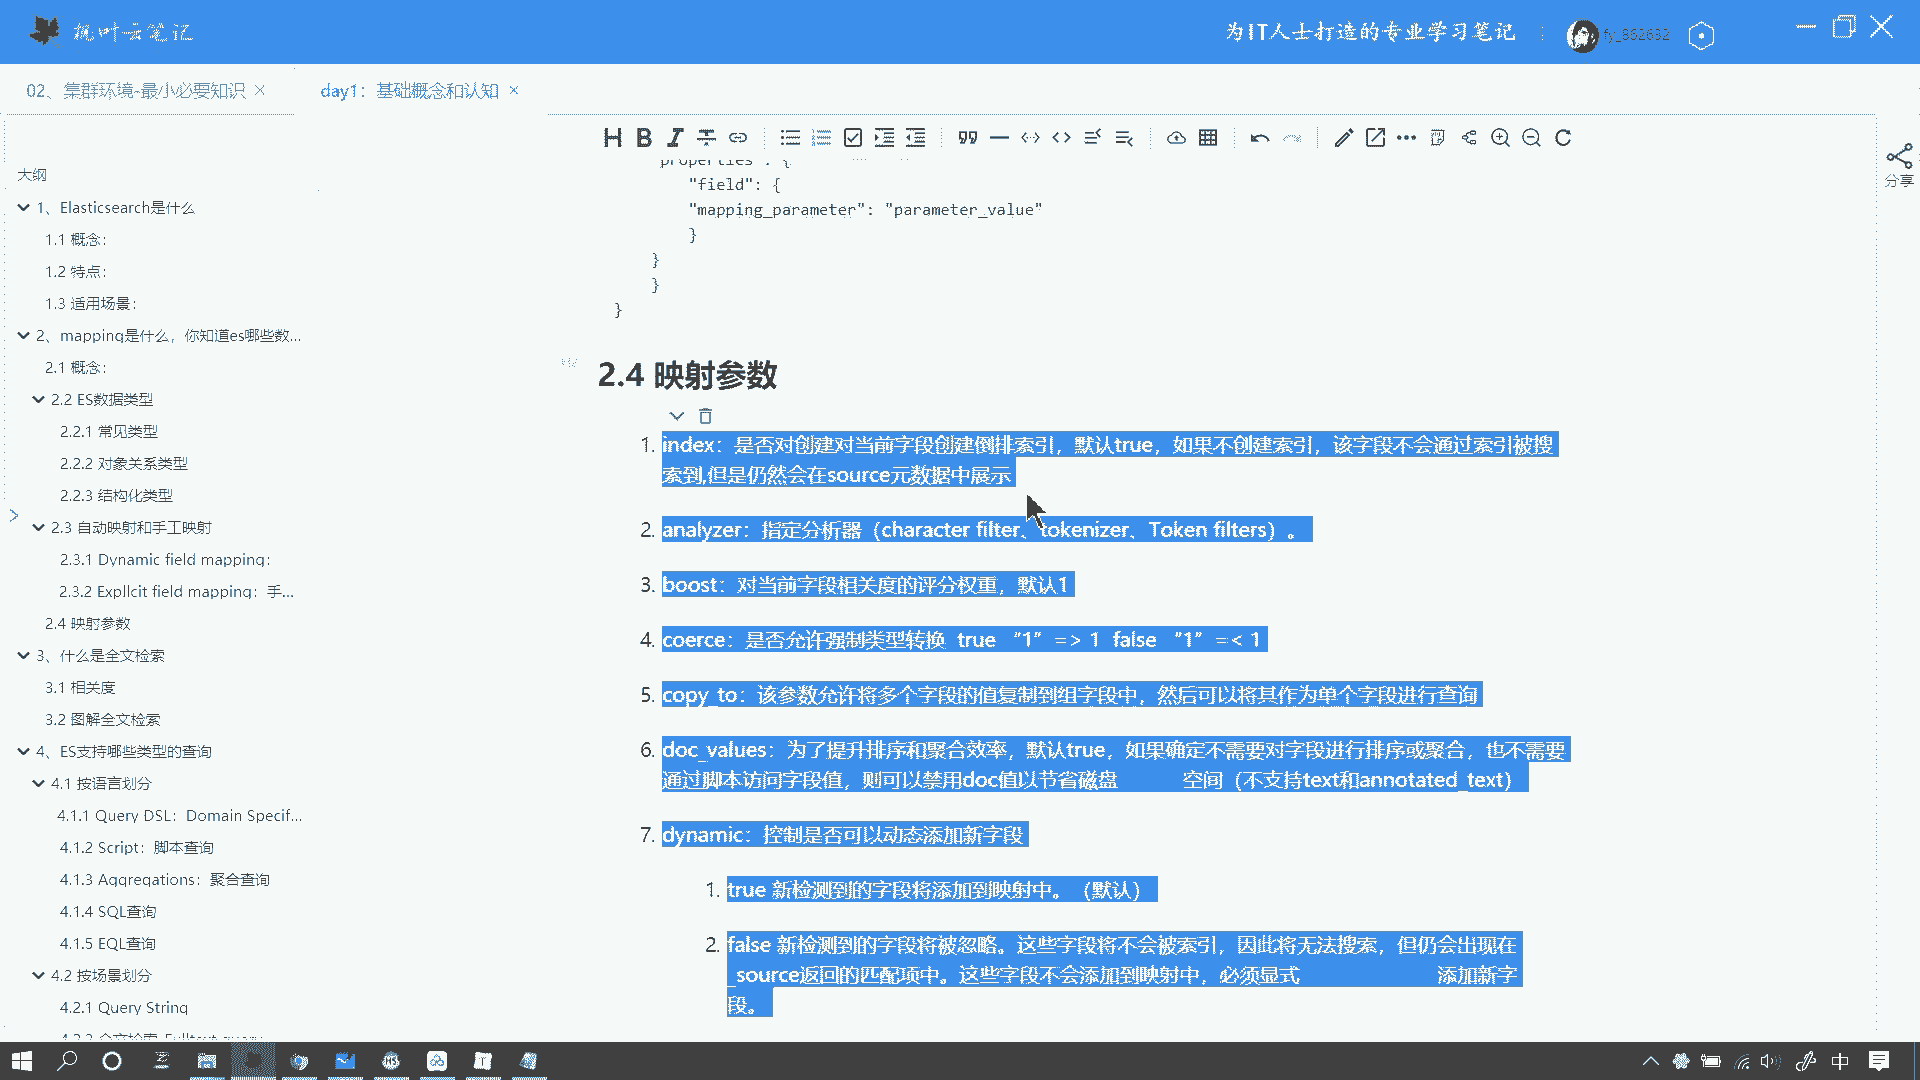 枫叶云笔记
为IT人士打造的专业学习笔记
fy_862632
02、集群环境-最小必要知识
day1：基础概念和认知
分享
大纲
1、Elasticsearch是什么
1.1 概念：
1.2 特点：
1.3 适用场景：
2、mapping是什么，你知道es哪些数...
2.1 概念：
2.2 ES数据类型
2.2.1 常见类型
2.2.2 对象关系类型
2.2.3 结构化类型
2.3 自动映射和手工映射
2.3.1 Dynamic field mapping：
2.3.2 Expllcit field mapping：手...
2.4 映射参数
3、什么是全文检索
3.1 相关度
3.2 图解全文检索
4、ES支持哪些类型的查询
4.1 按语言划分
4.1.1 Query DSL：Domain Specif...
4.1.2 Script：脚本查询
4.1.3 Aggregations：聚合查询
4.1.4 SQL查询
4.1.5 EQL查询
4.2 按场景划分
4.2.1 Query String
properties": {
"field": {
"mapping_parameter": "parameter_value"
}
}
}
}
2.4 映射参数
1. index：是否对创建对当前字段创建倒排索引，默认true，如果不创建索引，该字段不会通过索引被搜
索到,但是仍然会在source元数据中展示
2. analyzer：指定分析器（character filter、tokenizer、Token filters）。
3. boost：对当前字段相关度的评分权重，默认1
4. coerce：是否允许强制类型转换 true “1”=> 1 false “1”=< 1
5. copy_to：该参数允许将多个字段的值复制到组字段中，然后可以将其作为单个字段进行查询
6. doc_values：为了提升排序和聚合效率，默认true，如果确定不需要对字段进行排序或聚合，也不需要
通过脚本访问字段值，则可以禁用doc值以节省磁盘 空间（不支持text和annotated_text）
7. dynamic：控制是否可以动态添加新字段
1. true 新检测到的字段将添加到映射中。（默认）
2. false 新检测到的字段将被忽略。这些字段将不会被索引，因此将无法搜索，但仍会出现在
_source返回的匹配项中。这些字段不会添加到映射中，必须显式 添加新字
段。
中